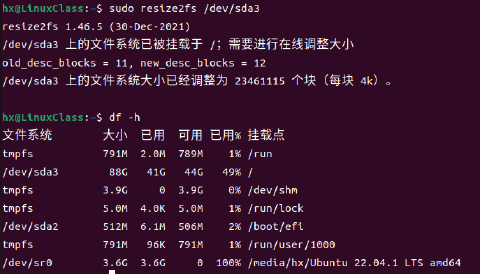 hx@LinuxClass:~$ sudo resize2fs /dev/sda3
resize2fs 1.46.5 (30-Dec-2021)
/dev/sda3 上的文件系统已被挂载于 /；需要进行在线调整大小
old_desc_blocks = 11, new_desc_blocks = 12
/dev/sda3 上的文件系统大小已经调整为 23461115 个块（每块 4k）。
hx@LinuxClass:~$ df -h
文件系统 大小 已用 可用 已用% 挂载点
tmpfs 791M 2.0M 789M 1% /run
/dev/sda3 88G 41G 44G 49% /
tmpfs 3.9G 0 3.9G 0% /dev/shm
tmpfs 5.0M 4.0K 5.0M 1% /run/lock
/dev/sda2 512M 6.1M 506M 2% /boot/efi
tmpfs 791M 96K 791M 1% /run/user/1000
/dev/sr0 3.6G 3.6G 0 100% /media/hx/Ubuntu 22.04.1 LTS amd64